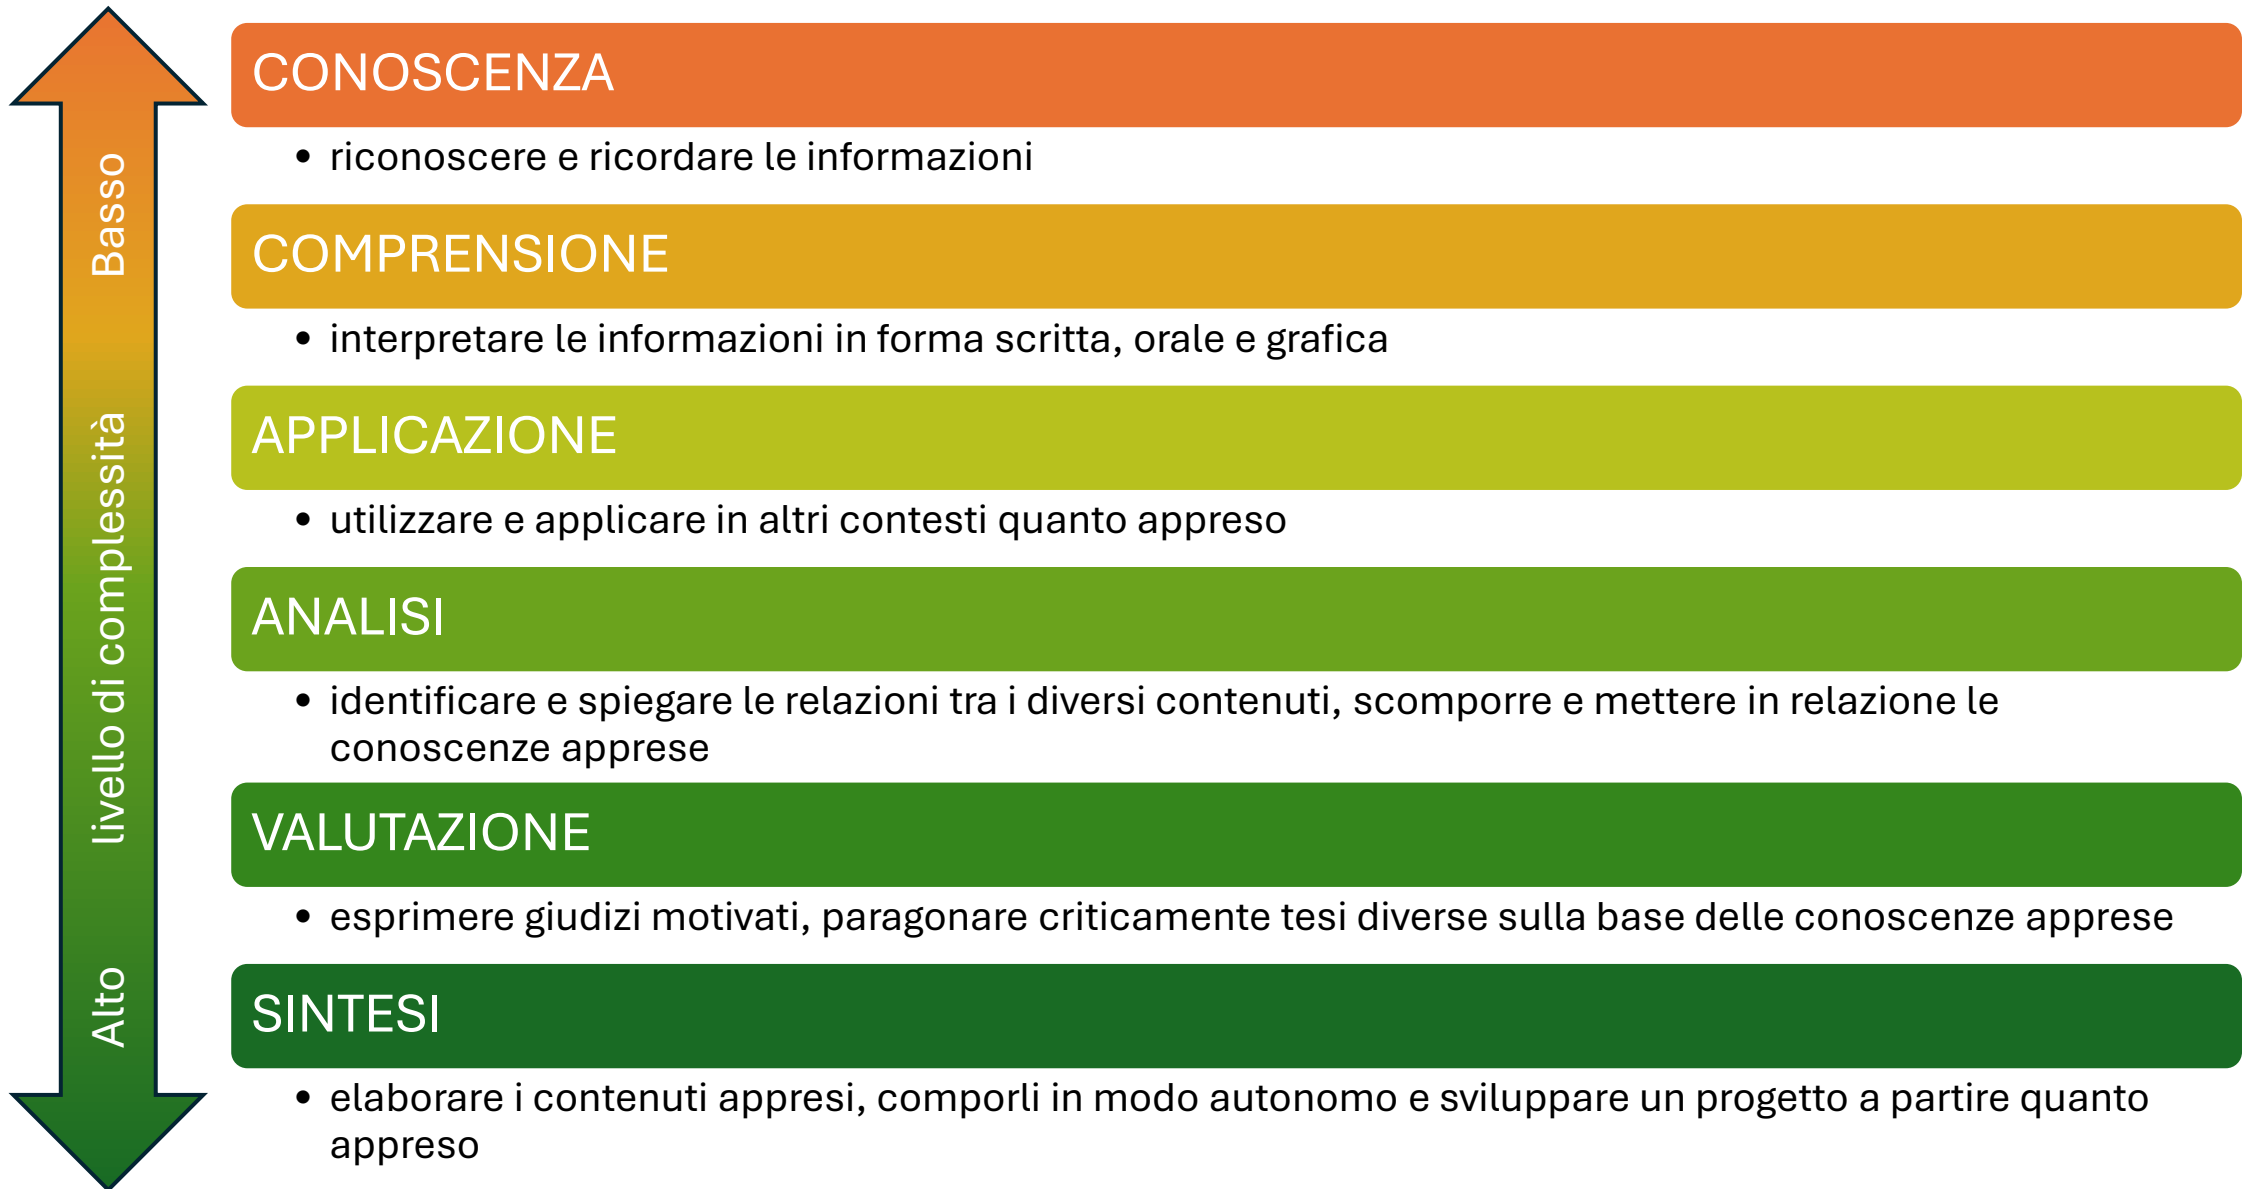 CONOSCENZA
• riconoscere e ricordare le informazioni
COMPRENSIONE
• interpretare le informazioni in forma scritta, orale e grafica
APPLICAZIONE
• utilizzare e applicare in altri contesti quanto appreso
ANALISI
• identificare e spiegare le relazioni tra i diversi contenuti, scomporre e mettere in relazione le
conoscenze apprese
VALUTAZIONE
• esprimere giudizi motivati, paragonare criticamente tesi diverse sulla base delle conoscenze apprese
SINTESI
• elaborare i contenuti appresi, comporli in modo autonomo e sviluppare un progetto a partire quanto
appreso
Alto livello di complessità Basso